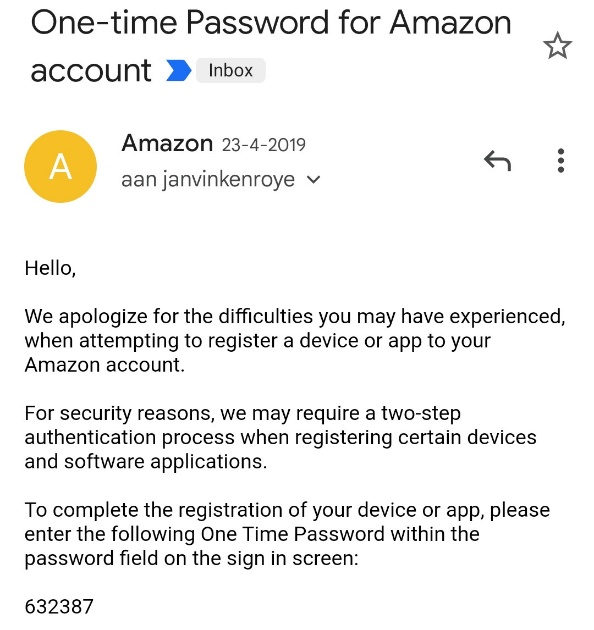 One-time Password for Amazon
account Inbox
A
Amazon 23-4-2019
aan janvinkenroye
Hello,
We apologize for the difficulties you may have experienced,
when attempting to register a device or app to your
Amazon account.
For security reasons, we may require a two-step
authentication process when registering certain devices
and software applications.
To complete the registration of your device or app, please
enter the following One Time Password within the
password field on the sign in screen:
632387